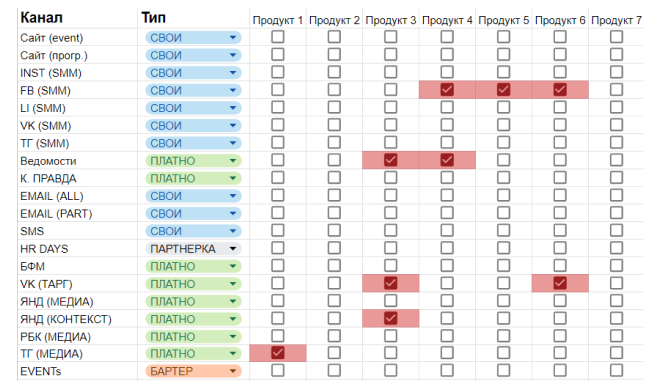 Канал Тип Продукт 1 Продукт 2 Продукт 3 Продукт 4 Продукт 5 Продукт 6 Продукт 7
Сайт (event) СВОИ
Сайт (прогр.) СВОИ
INST (SMM) СВОИ
FB (SMM) СВОИ
LI (SMM) СВОИ
VK (SMM) СВОИ
ТГ (SMM) СВОИ
Ведомости ПЛАТНО
К. ПРАВДА ПЛАТНО
EMAIL (ALL) СВОИ
EMAIL (PART) СВОИ
SMS СВОИ
HR DAYS ПАРТНЕРКА
БФМ ПЛАТНО
VK (ТАРГ) ПЛАТНО
ЯНД (МЕДИА) ПЛАТНО
ЯНД (КОНТЕКСТ) ПЛАТНО
РБК (МЕДИА) ПЛАТНО
ТГ (МЕДИА) ПЛАТНО
EVENTs БАРТЕР